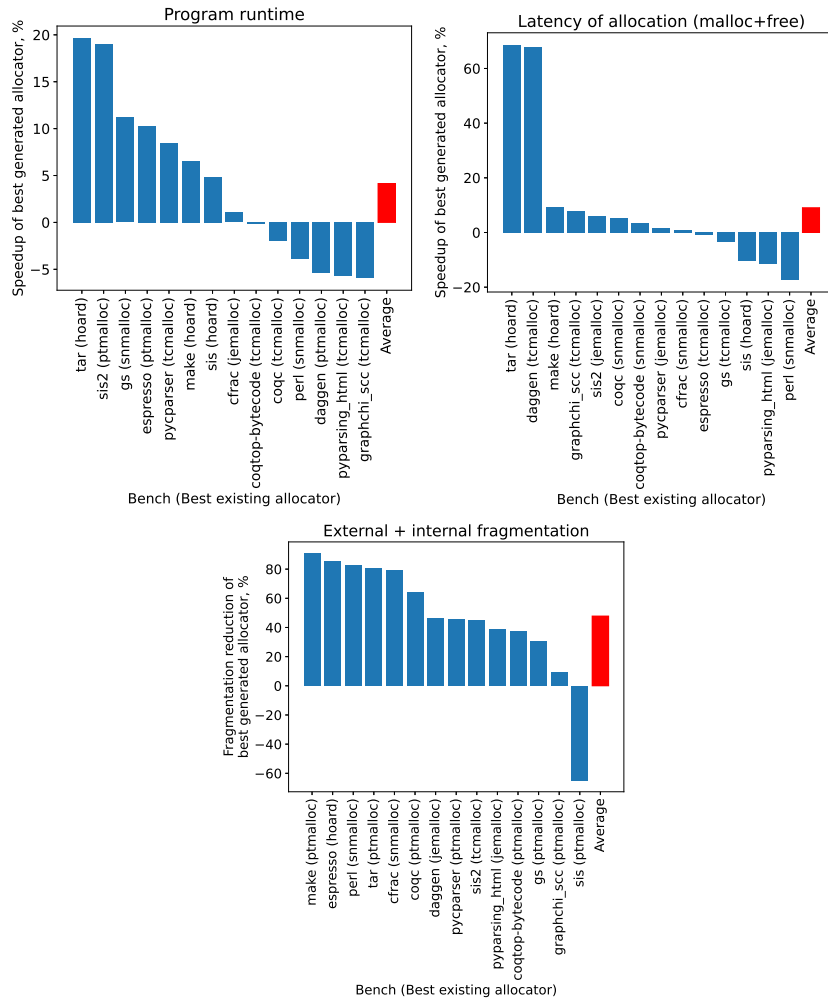 Program runtime
Speedup of best generated allocator, %
20
15
10
5
0
−5
tar (hoard)
sis2 (ptmalloc)
gs (snmalloc)
espresso (ptmalloc)
pycparser (tcmalloc)
make (hoard)
sis (hoard)
cfrac (jemalloc)
coqtop-bytecode (tcmalloc)
coqc (tcmalloc)
perl (snmalloc)
daggen (ptmalloc)
pyparsing_html (tcmalloc)
graphchi_scc (tcmalloc)
Average
Bench (Best existing allocator)
Latency of allocation (malloc+free)
Speedup of best generated allocator, %
60
40
20
0
−20
tar (hoard)
daggen (tcmalloc)
make (hoard)
graphchi_scc (tcmalloc)
sis2 (jemalloc)
coqc (snmalloc)
coqtop-bytecode (snmalloc)
pycparser (jemalloc)
cfrac (snmalloc)
espresso (tcmalloc)
gs (tcmalloc)
sis (hoard)
pyparsing_html (jemalloc)
perl (snmalloc)
Average
Bench (Best existing allocator)
External + internal fragmentation
Fragmentation reduction of
best generated allocator, %
80
60
40
20
0
−20
−40
−60
make (ptmalloc)
espresso (hoard)
perl (snmalloc)
tar (ptmalloc)
cfrac (snmalloc)
coqc (ptmalloc)
daggen (jemalloc)
pycparser (ptmalloc)
sis2 (tcmalloc)
pyparsing_html (jemalloc)
coqtop-bytecode (ptmalloc)
gs (ptmalloc)
graphchi_scc (ptmalloc)
sis (ptmalloc)
Average
Bench (Best existing allocator)